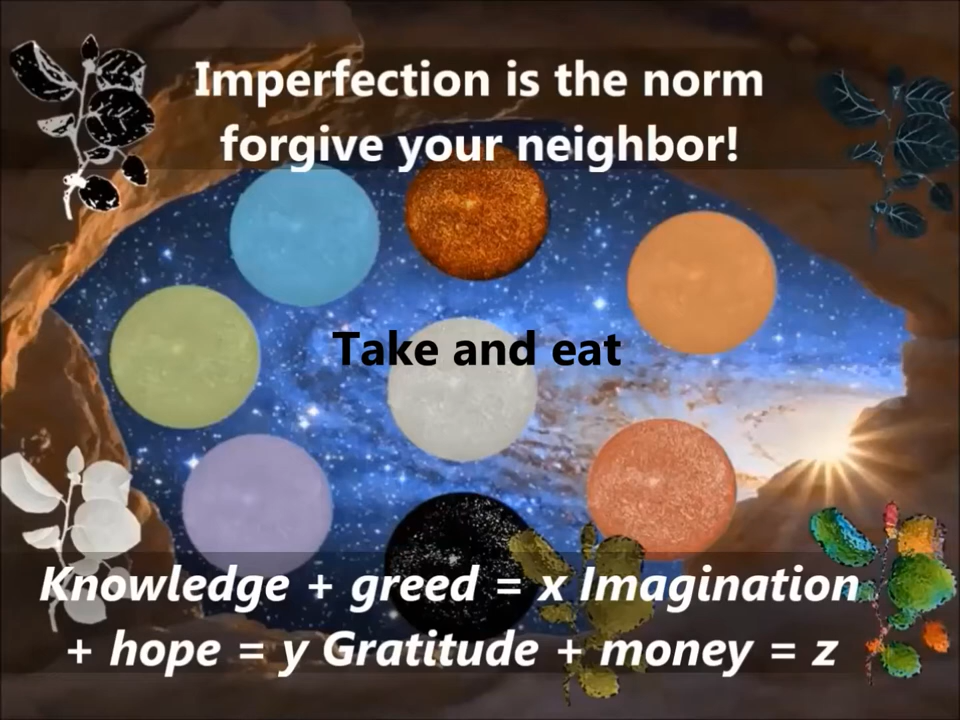 Imperfection is the norm
forgive your neighbor!
Take and eat
Knowledge + greed = x Imagination
+ hope = y Gratitude + money = z